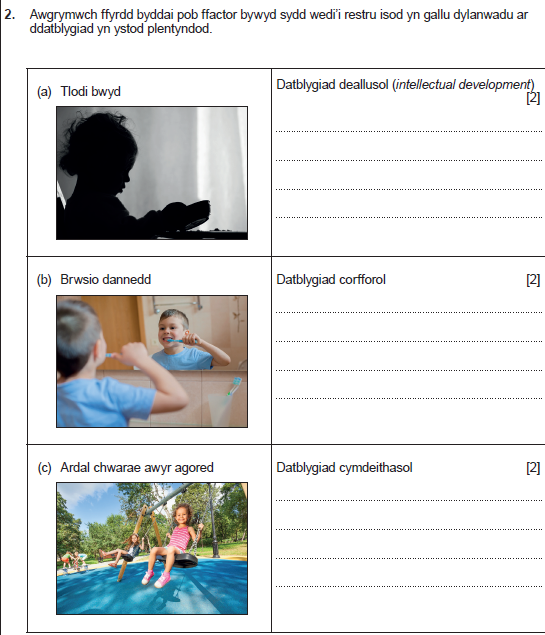 2. Awgrymwch ffyrdd byddai pob ffactor bywyd sydd wedi'i restru isod yn gallu dylanwadu ar
ddatblygiad yn ystod plentyndod.
(a) Tlodi bwyd
Datblygiad deallusol (intellectual development)
[2]
(b) Brwsio dannedd
Datblygiad corfforol [2]
(c) Ardal chwarae awyr agored
Datblygiad cymdeithasol [2]